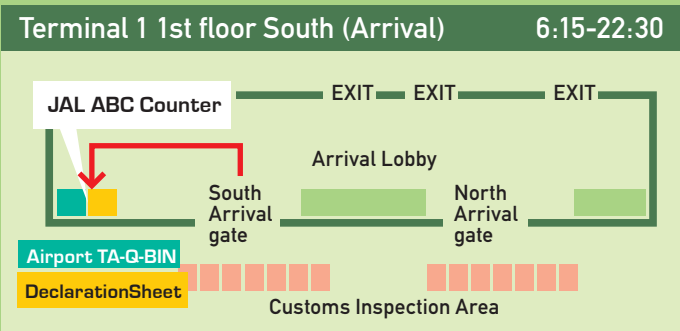 Terminal 1 1st floor South (Arrival) 6:15-22:30
EXIT EXIT EXIT
JAL ABC Counter
Arrival Lobby
South
Arrival
gate
North
Arrival
gate
Airport TA-Q-BIN
DeclarationSheet
Customs Inspection Area